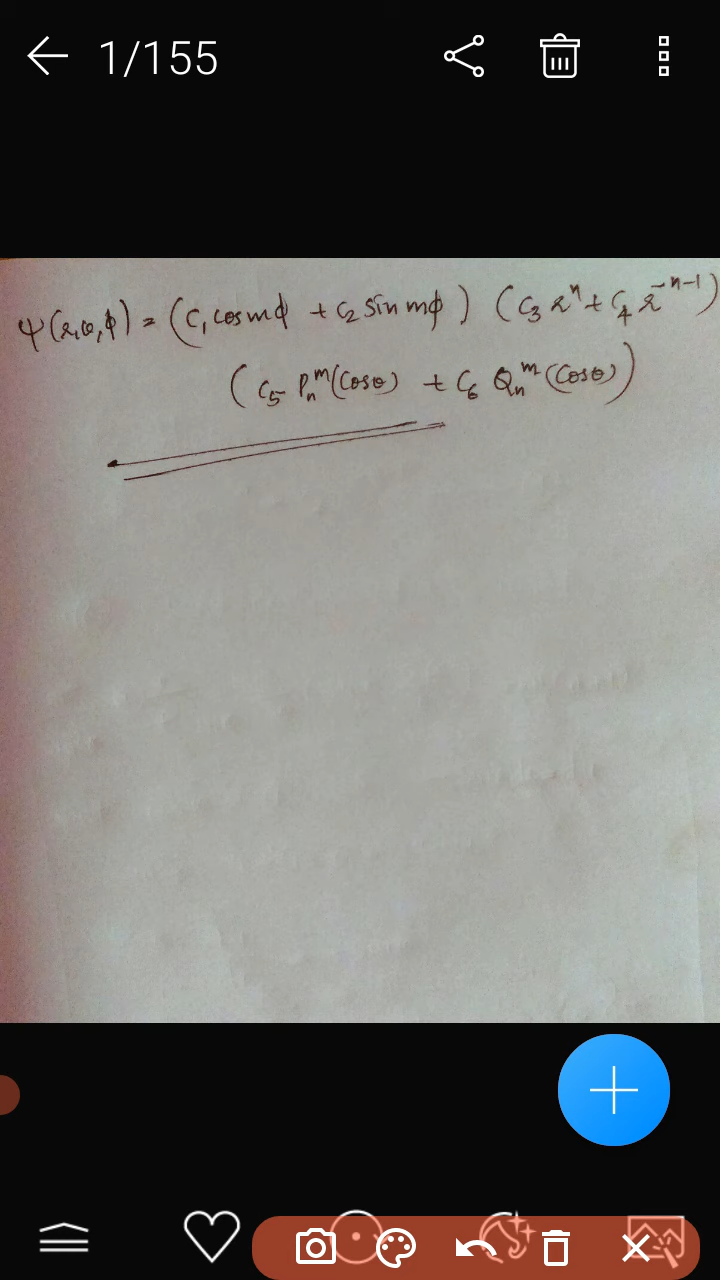 1/155
ψ(r,θ,φ) = (C₁ cos mφ + C₂ sin mφ) (C₃ rⁿ + C₄ r⁻ⁿ⁻¹)
(C₅ Pₙᵐ(cosθ) + C₆ Qₙᵐ(cosθ))